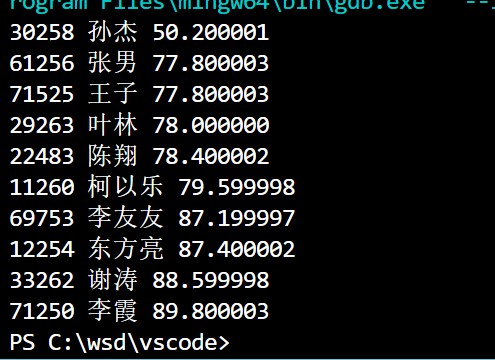 rogram Files\mingw64\bin\gdb.exe
30258 孙杰 50.200001
61256 张男 77.800003
71525 王子 77.800003
29263 叶林 78.000000
22483 陈翔 78.400002
11260 柯以乐 79.599998
69753 李友友 87.199997
12254 东方亮 87.400002
33262 谢涛 88.599998
71250 李霞 89.800003
PS C:\wsd\vscode>